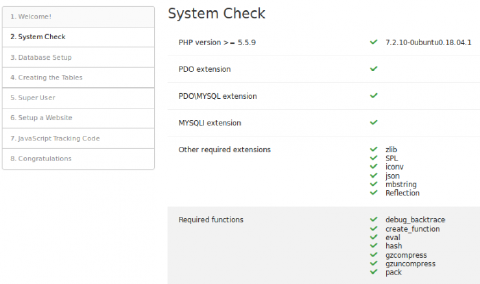 1. Welcome!
2. System Check
3. Database Setup
4. Creating the Tables
5. Super User
6. Setup a Website
7. JavaScript Tracking Code
8. Congratulations
System Check
PHP version >= 5.5.9 7.2.10-0ubuntu0.18.04.1
PDO extension
PDO\MYSQL extension
MYSQLI extension
Other required extensions zlib
SPL
iconv
json
mbstring
Reflection
Required functions debug_backtrace
create_function
eval
hash
gzcompress
gzuncompress
pack